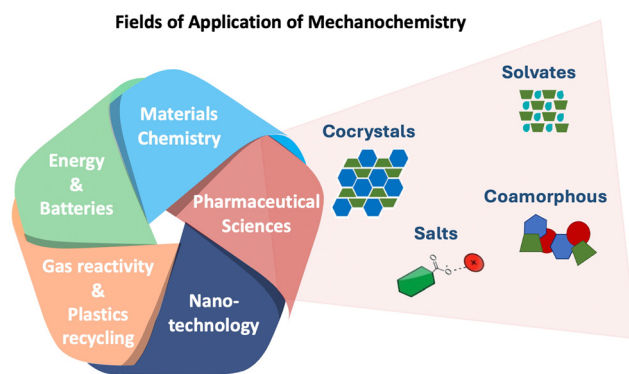 Fields of Application of Mechanochemistry
Materials
Chemistry
Energy
&
Batteries
Pharmaceutical
Sciences
Gas reactivity
&
Plastics
recycling
Nano-
technology
Cocrystals
Solvates
Salts
O
O
-
+
Coamorphous